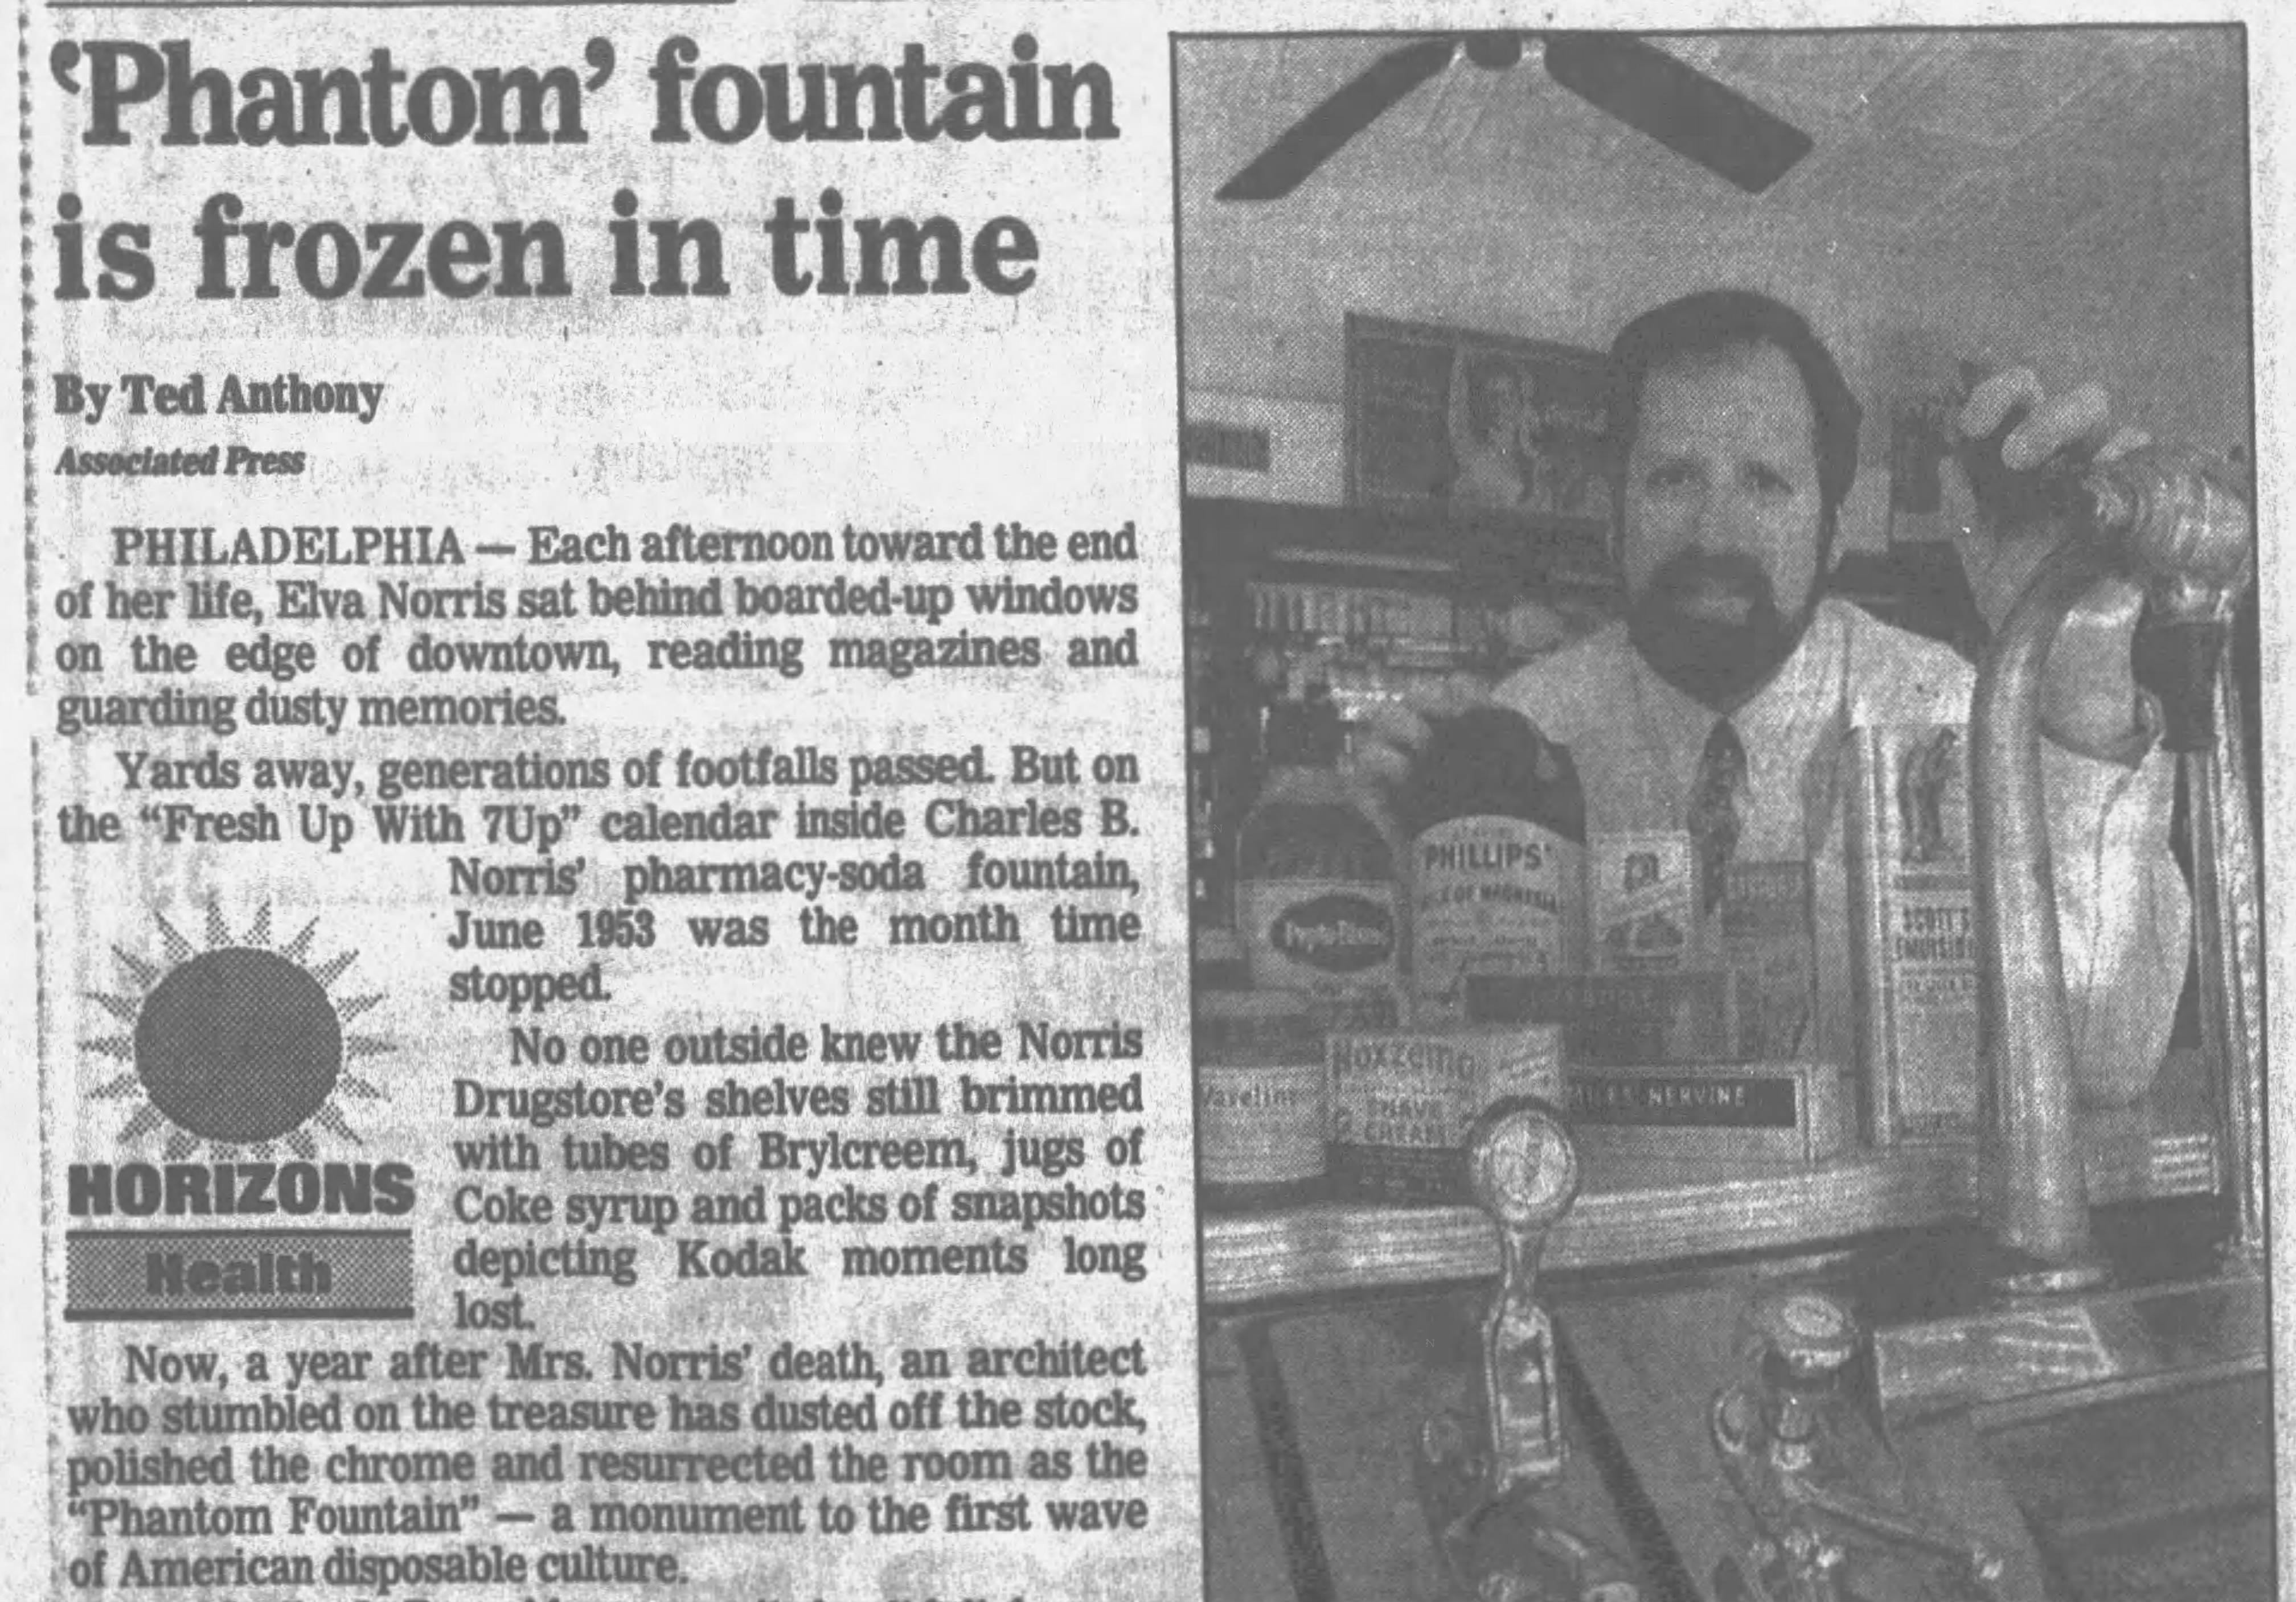 ‘Phantom’ fountain
is frozen in time
By Ted Anthony
Associated Press
PHILADELPHIA — Each afternoon toward the end
of her life, Elva Norris sat behind boarded-up windows
on the edge of downtown, reading magazines and
guarding dusty memories.
Yards away, generations of footfalls passed. But on
the “Fresh Up With 7Up” calendar inside Charles B.
Norris’ pharmacy-soda fountain,
June 1953 was the month time
stopped.
No one outside knew the Norris
Drugstore’s shelves still brimmed
with tubes of Brylcreem, jugs of
Coke syrup and packs of snapshots
depicting Kodak moments long
lost.
HORIZONS
Health
Now, a year after Mrs. Norris’ death, an architect
who stumbled on the treasure has dusted off the stock,
polished the chrome and resurrected the room as the
“Phantom Fountain” — a monument to the first wave
of American disposable culture.
PHILLIPS’
OF MAGNESIA
Pepto-Bismol
SCOTT’S
EMULSION
Noxzema
SHAVE
CREAM
Vaseline
NERVINE